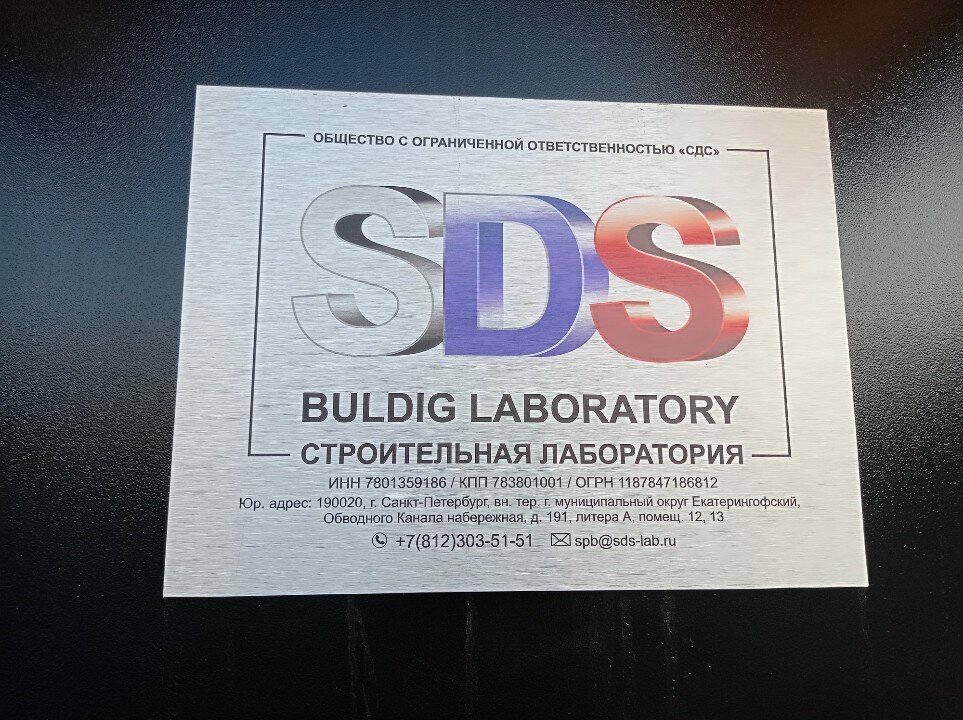 ОБЩЕСТВО С ОГРАНИЧЕННОЙ ОТВЕТСТВЕННОСТЬЮ «СДС»
SDS
BULDIG LABORATORY
СТРОИТЕЛЬНАЯ ЛАБОРАТОРИЯ
ИНН 7801359186 / КПП 783801001 / ОГРН 1187847186812
Юр. адрес: 190020, г. Санкт-Петербург, вн. тер. г. муниципальный округ Екатерингофский,
Обводного Канала набережная, д. 191, литера А, помещ. 12, 13
+7(812)303-51-51 spb@sds-lab.ru